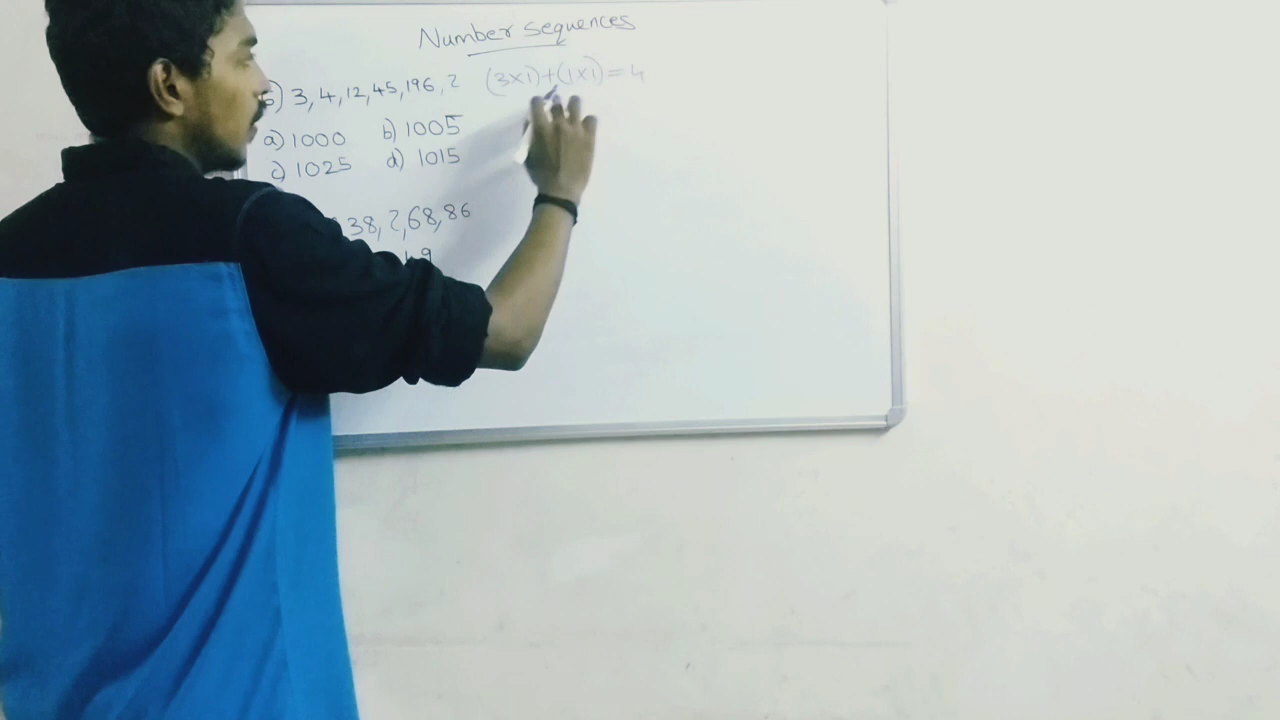 Number sequences
) 3, 4, 12, 45, 196, ? (3×1)+(1×1) = 4
a) 1000 b) 1005
c) 1025 d) 1015
38, ?, 68, 86
49